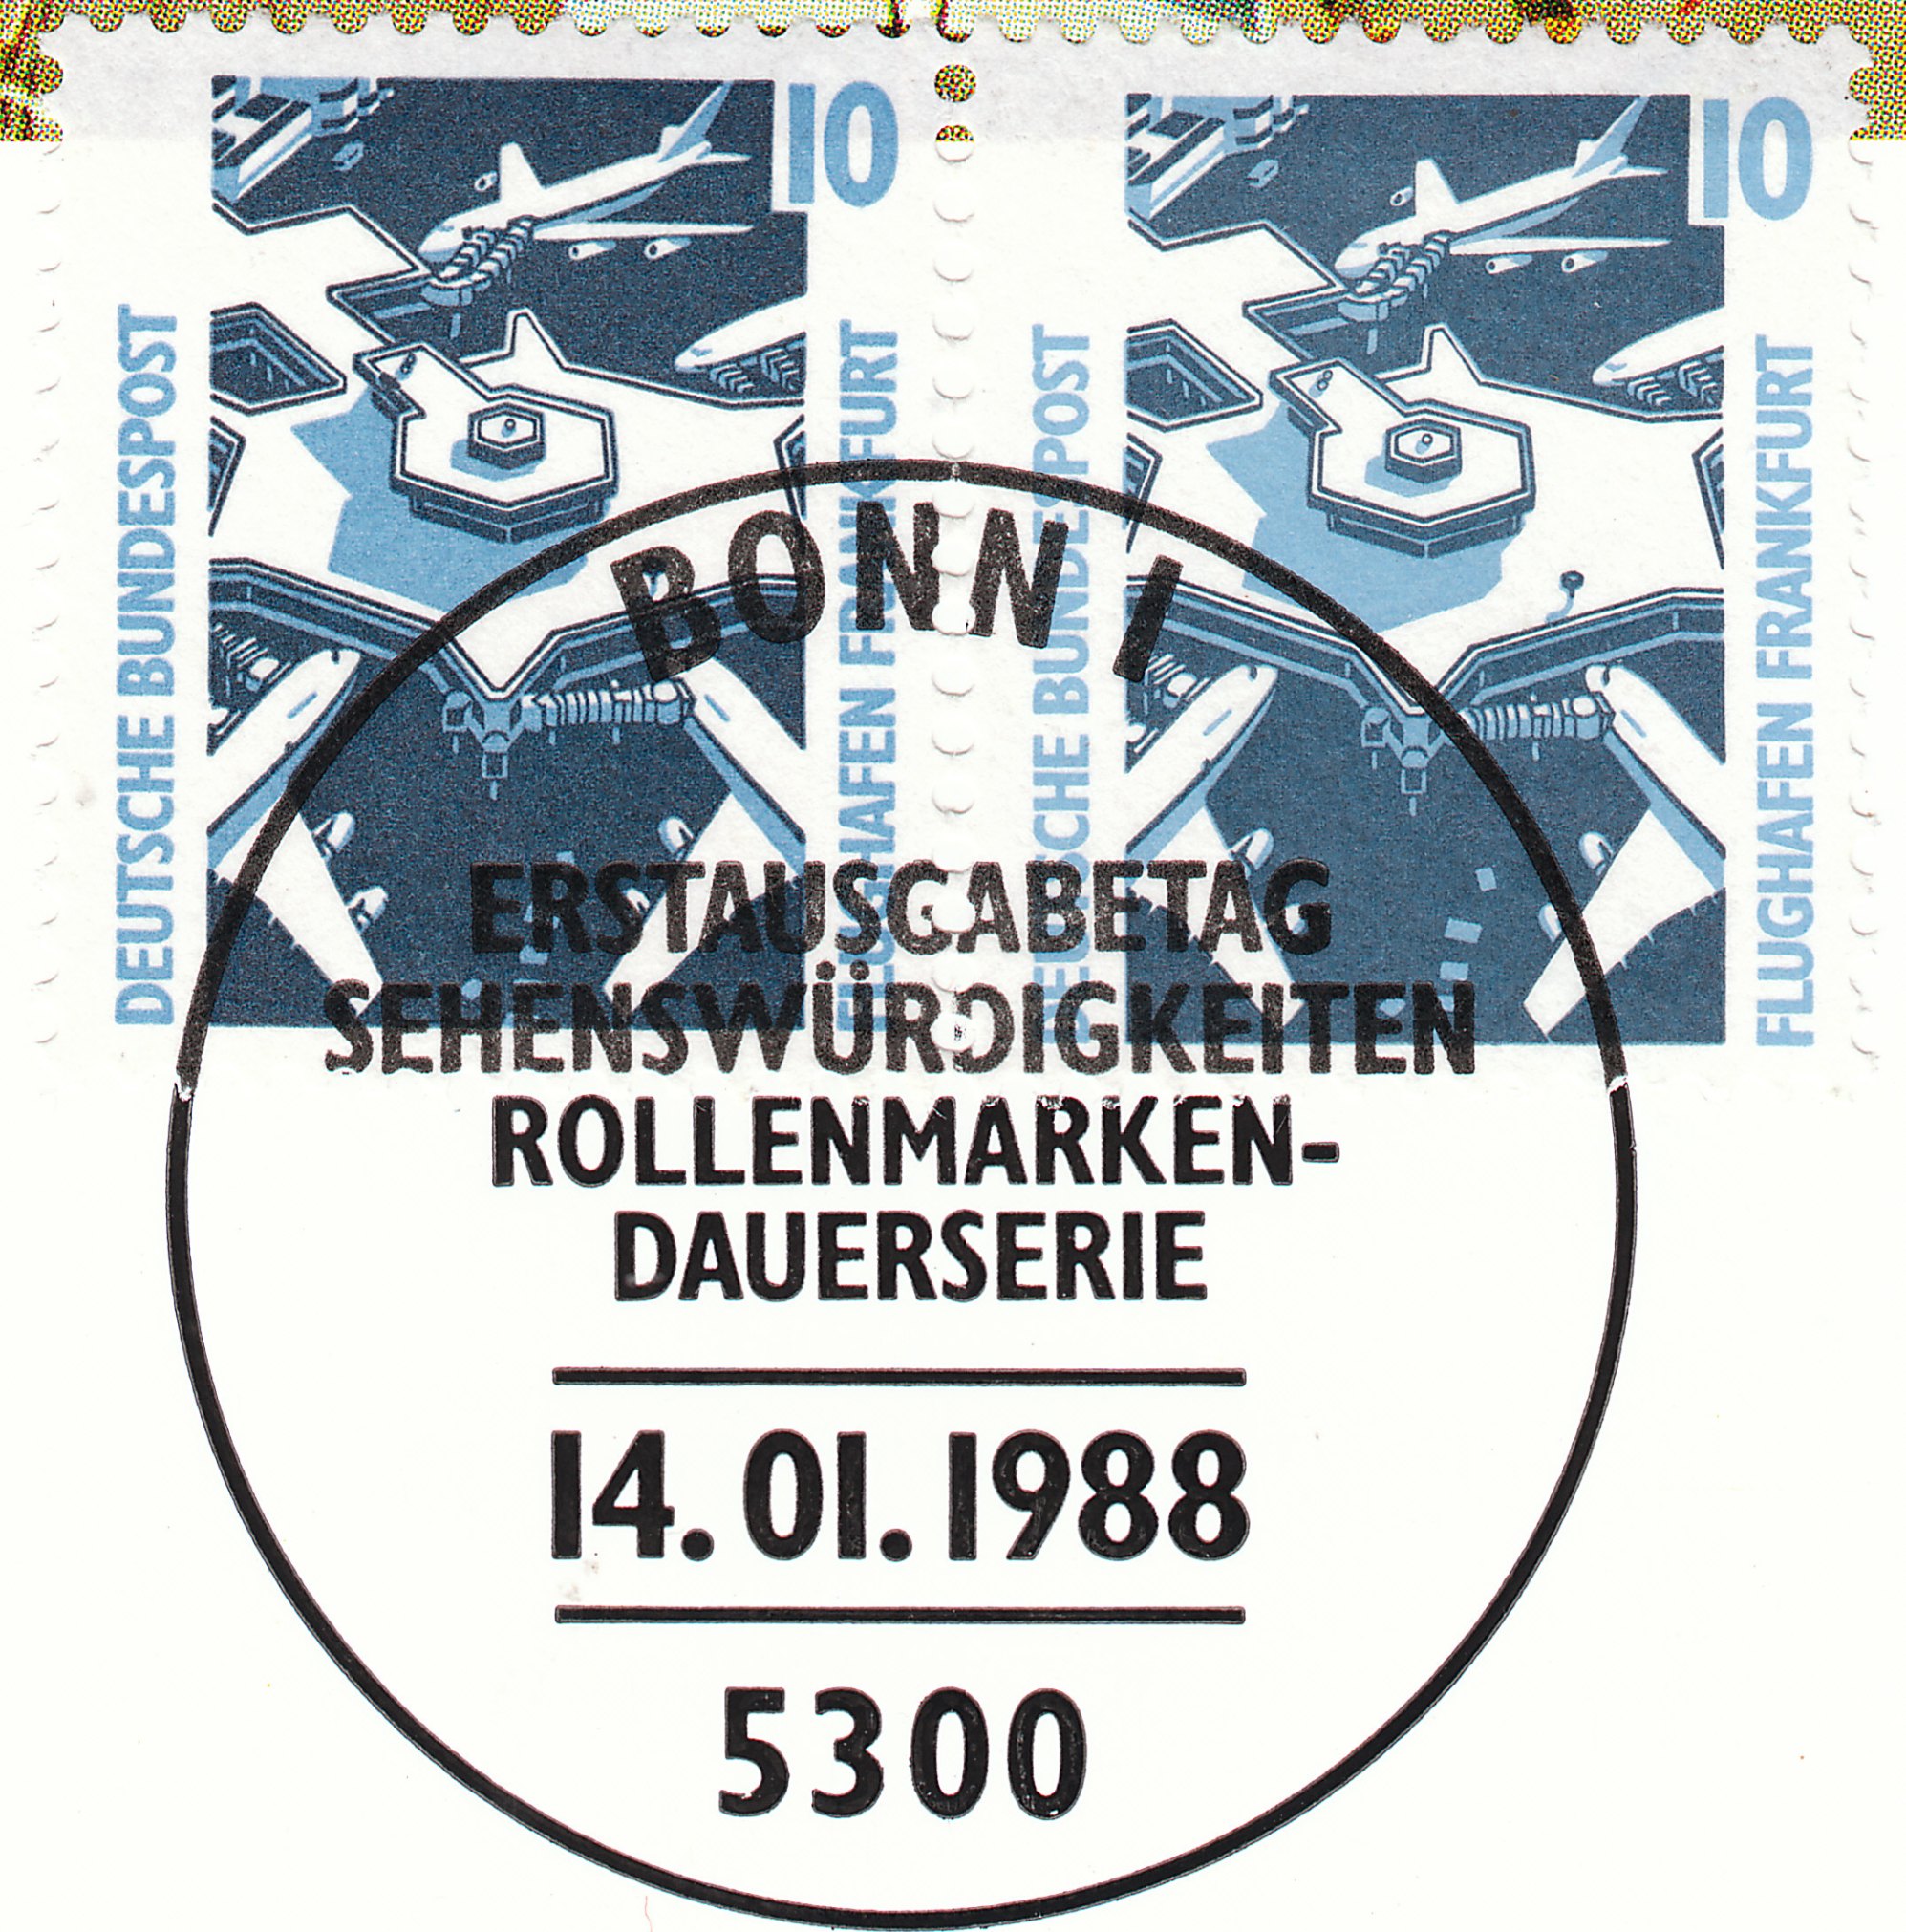 10
DEUTSCHE BUNDESPOST
FLUGHAFEN FRANKFURT
10
DEUTSCHE BUNDESPOST
FLUGHAFEN FRANKFURT
BONN 1
ERSTAUSGABETAG
SEHENSWÜRDIGKEITEN
ROLLENMARKEN-
DAUERSERIE
14.01.1988
5300